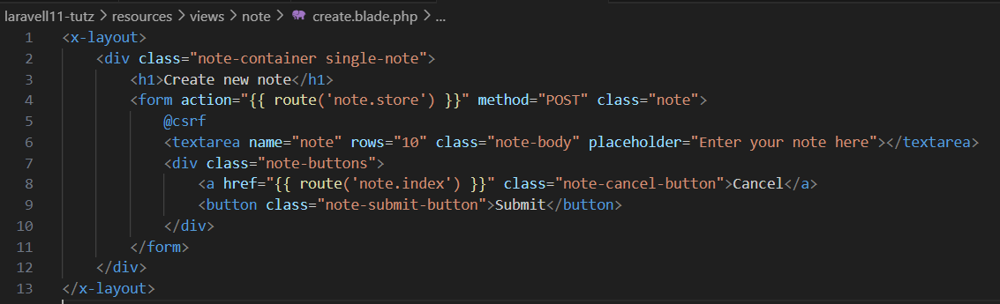 laravell11-tutz > resources > views > note > create.blade.php > ...
1 <x-layout>
2     <div class="note-container single-note">
3         <h1>Create new note</h1>
4         <form action="{{ route('note.store') }}" method="POST" class="note">
5             @csrf
6             <textarea name="note" rows="10" class="note-body" placeholder="Enter your note here"></textarea>
7             <div class="note-buttons">
8                 <a href="{{ route('note.index') }}" class="note-cancel-button">Cancel</a>
9                 <button class="note-submit-button">Submit</button>
10             </div>
11         </form>
12     </div>
13 </x-layout>